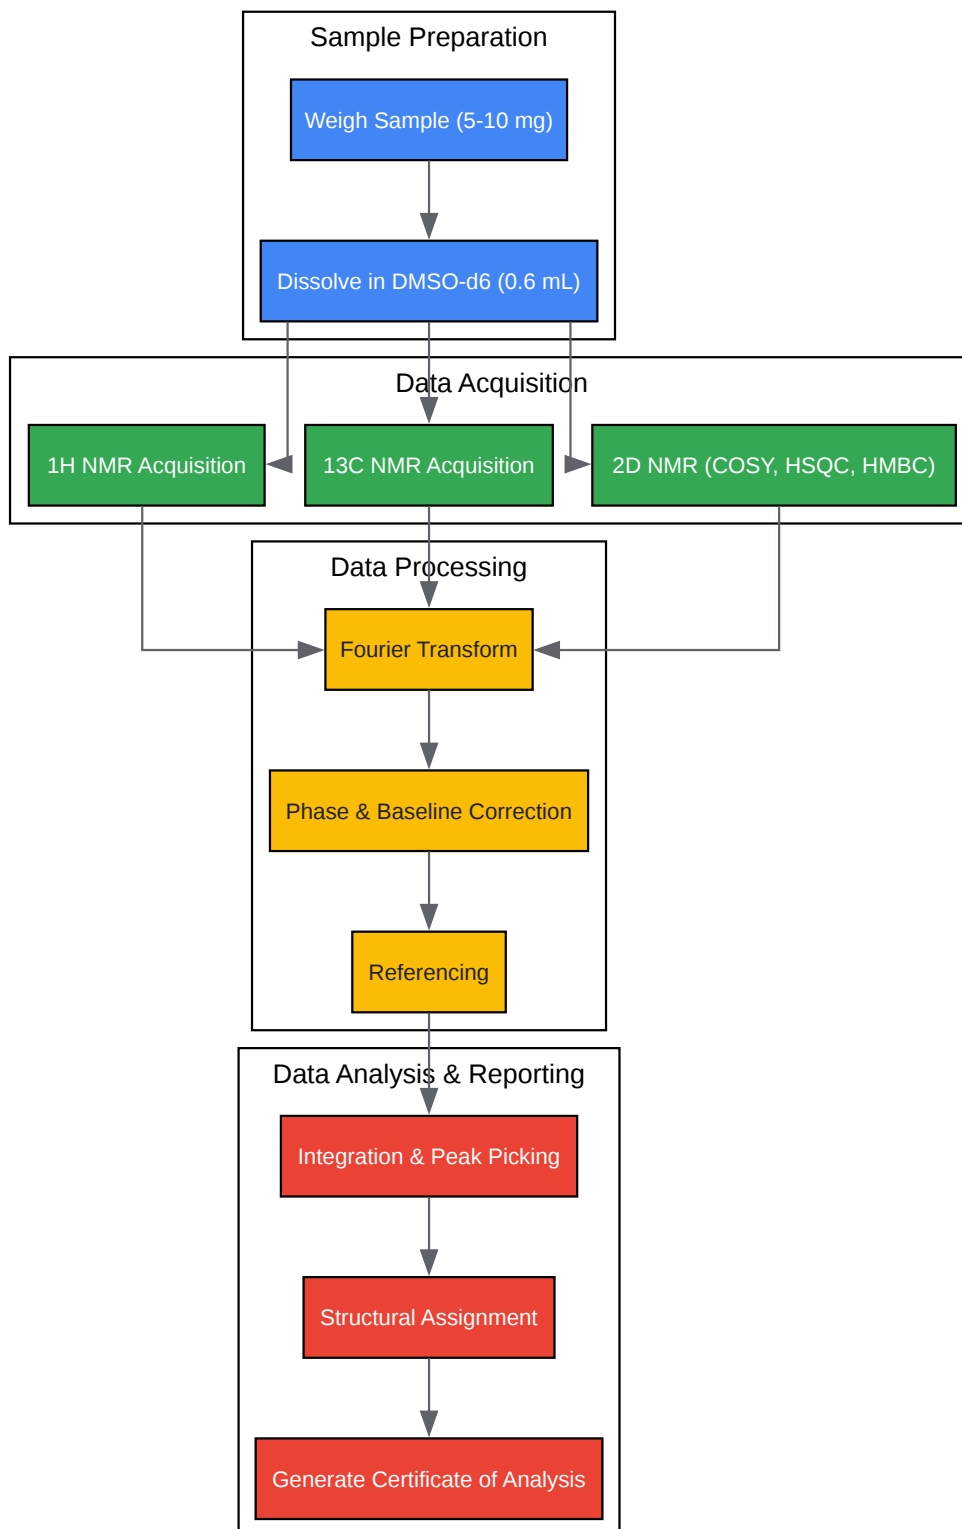 Sample Preparation
Weigh Sample (5-10 mg)
Dissolve in DMSO-d6 (0.6 mL)
Data Acquisition
1H NMR Acquisition
13C NMR Acquisition
2D NMR (COSY, HSQC, HMBC)
Data Processing
Fourier Transform
Phase & Baseline Correction
Referencing
Data Analysis & Reporting
Integration & Peak Picking
Structural Assignment
Generate Certificate of Analysis